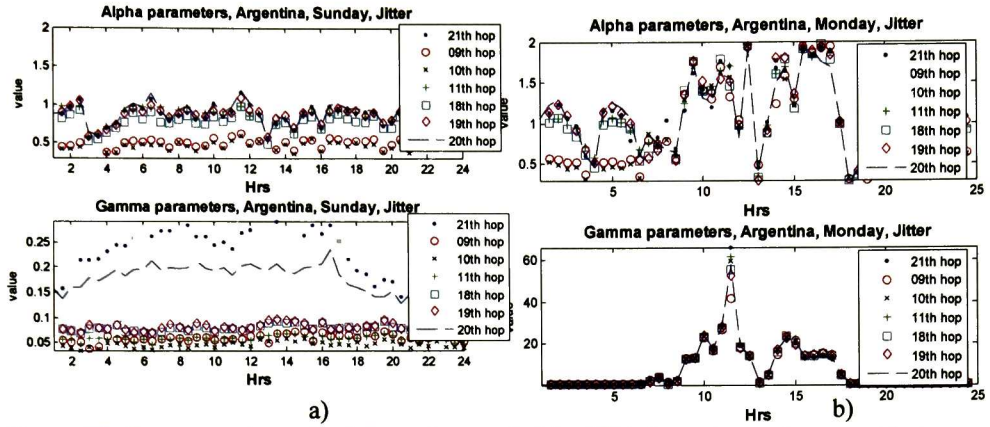 Alpha parameters, Argentina, Sunday, Jitter
2
1.5
1
0.5
value
2 4 6 8 10 12 14 16 18 20 22 24
Hrs
21th hop
09th hop
10th hop
11th hop
18th hop
19th hop
20th hop
Gamma parameters, Argentina, Sunday, Jitter
0.25
0.2
0.15
0.1
0.05
value
2 4 6 8 10 12 14 16 18 20 22 24
Hrs
21th hop
09th hop
10th hop
11th hop
18th hop
19th hop
20th hop
a)
Alpha parameters, Argentina, Monday, Jitter
2
1.5
1
0.5
5 10 15 20 25
Hrs
21th hop
09th hop
10th hop
11th hop
18th hop
19th hop
20th hop
Gamma parameters, Argentina, Monday, Jitter
60
40
20
5 10 15 20 25
Hrs
21th hop
09th hop
10th hop
11th hop
18th hop
19th hop
20th hop
b)